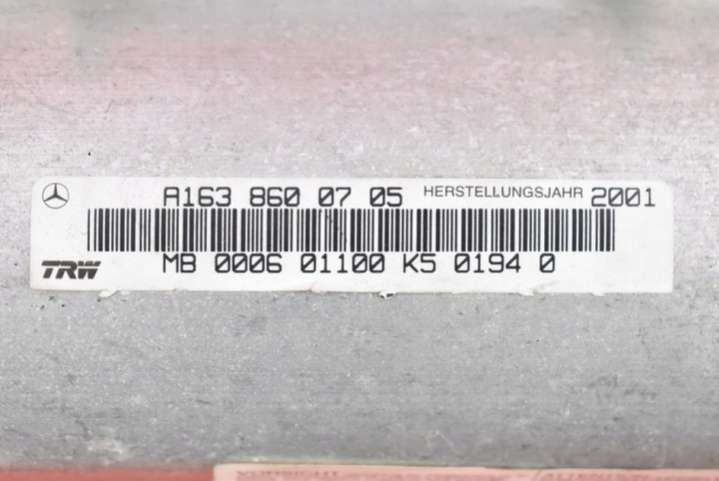 A163 860 07 05 HERSTELLUNGSJAHR 2001
TRW MB 0006 01100 K5 0194 0